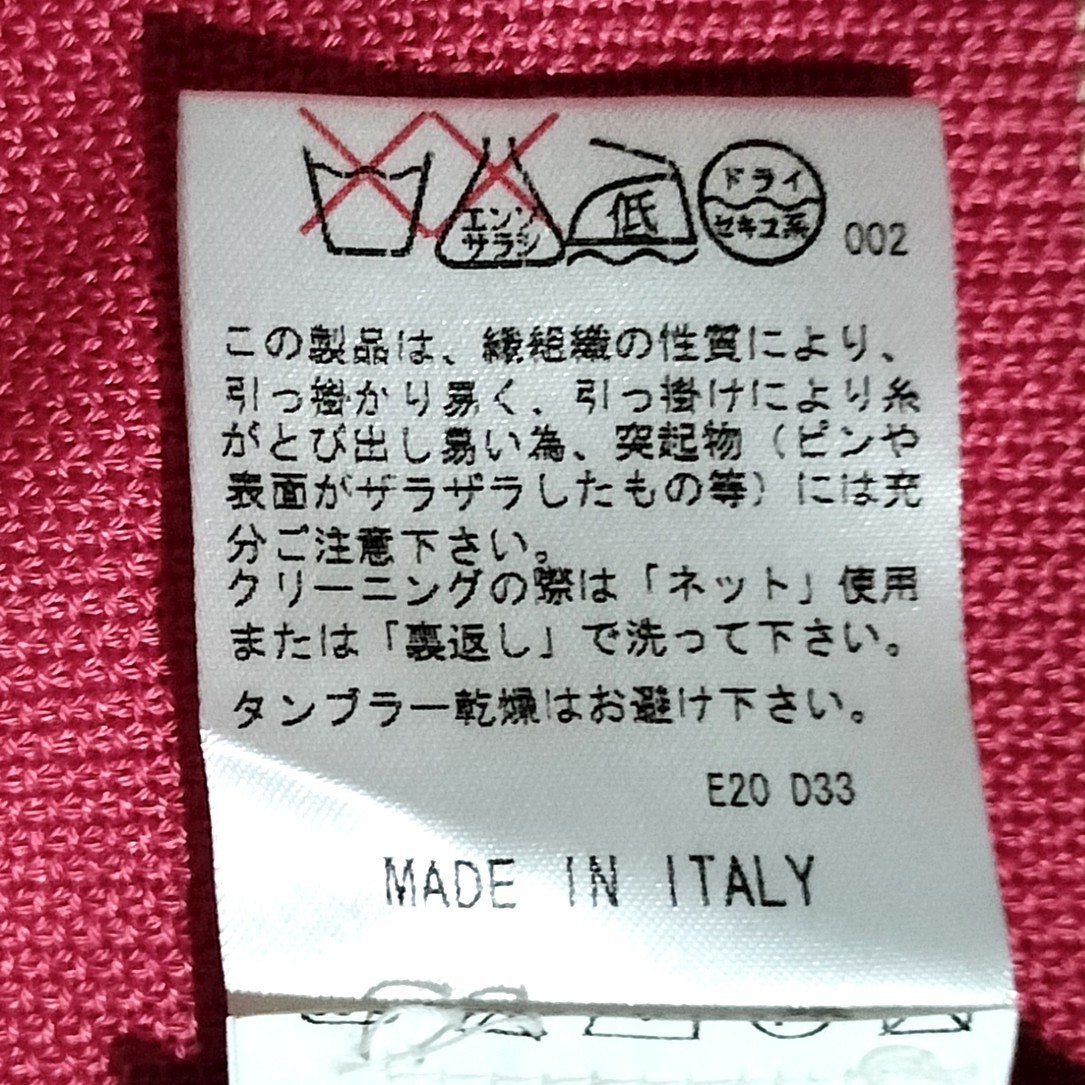 エンソ
サラシ
低
ドライ
セキユ系
002
この製品は、繊組織の性質により、
引っ掛かり易く、引っ掛けにより糸
がとび出し易い為、突起物（ピンや
表面がザラザラしたもの等）には充
分ご注意下さい。
クリーニングの際は「ネット」使用
または「裏返し」で洗って下さい。
タンブラー乾燥はお避け下さい。
E20 D33
MADE IN ITALY